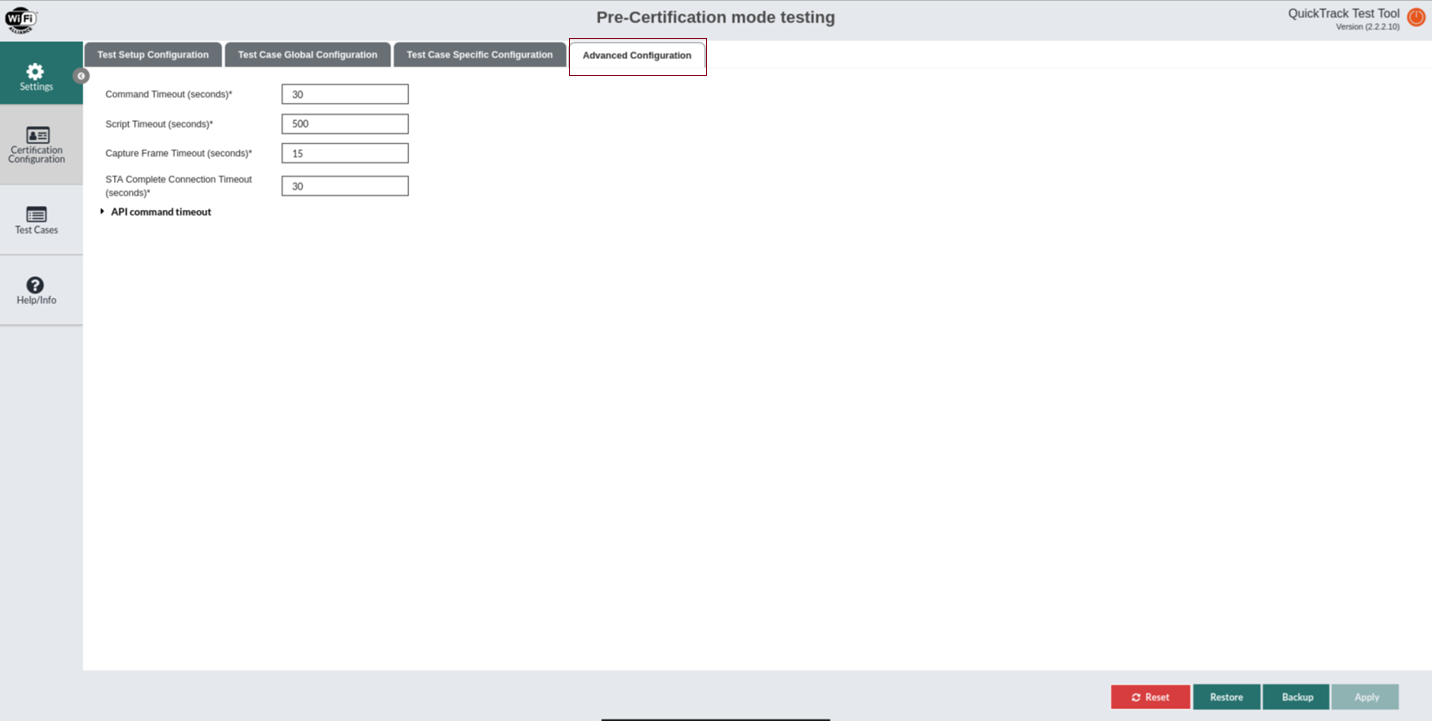 Wi Fi
ALLIANCE
Pre-Certification mode testing
QuickTrack Test Tool
Version (2.2.2.10)
Settings
Certification
Configuration
Test Cases
Help/Info
Test Setup Configuration
Test Case Global Configuration
Test Case Specific Configuration
Advanced Configuration
Command Timeout (seconds)*
30
Script Timeout (seconds)*
500
Capture Frame Timeout (seconds)*
15
STA Complete Connection Timeout
(seconds)*
30
API command timeout
Reset
Restore
Backup
Apply